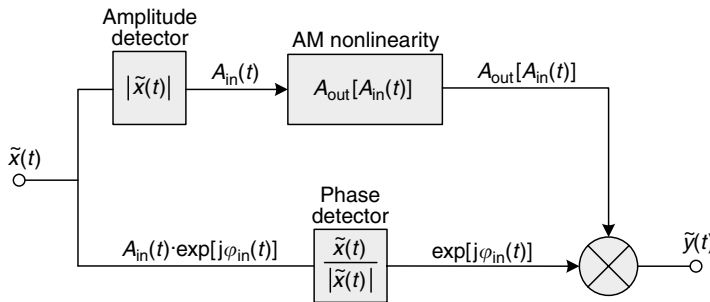 Amplitude
detector
AM nonlinearity
|x̃(t)|
A_in(t)
A_out[A_in(t)]
A_out[A_in(t)]
x̃(t)
Phase
detector
A_in(t)·exp[jφ_in(t)]
x̃(t)
|x̃(t)|
exp[jφ_in(t)]
ỹ(t)